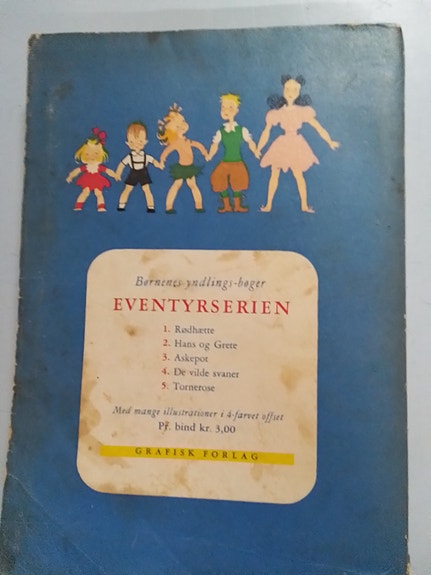 Børnenes yndlings-bøger
EVENTYRSERIEN
1. Rødhætte
2. Hans og Grete
3. Askepot
4. De vilde svaner
5. Tornerose
Med mange illustrationer i 4-farvet offset
Pr. bind kr. 3,00
GRAFISK FORLAG